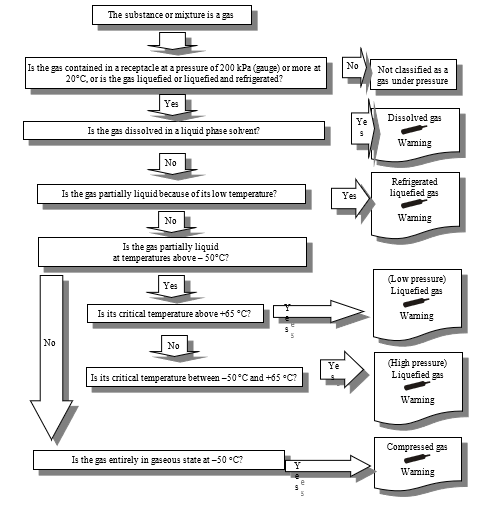 The substance or mixture is a gas
Is the gas contained in a receptacle at a pressure of 200 kPa (gauge) or more at
20°C, or is the gas liquefied or liquefied and refrigerated?
No
Not classified as a
gas under pressure
Yes
Is the gas dissolved in a liquid phase solvent?
Ye
s
Dissolved gas
Warning
No
Is the gas partially liquid because of its low temperature?
Yes
Refrigerated
liquefied gas
Warning
No
Is the gas partially liquid
at temperatures above – 50°C?
Yes
Is its critical temperature above +65 °C?
Y
e
s
(Low pressure)
Liquefied gas
Warning
No
No
Is its critical temperature between –50°C and +65 °C?
Ye
s
(High pressure)
Liquefied gas
Warning
Is the gas entirely in gaseous state at –50 °C?
Y
e
s
Compressed gas
Warning